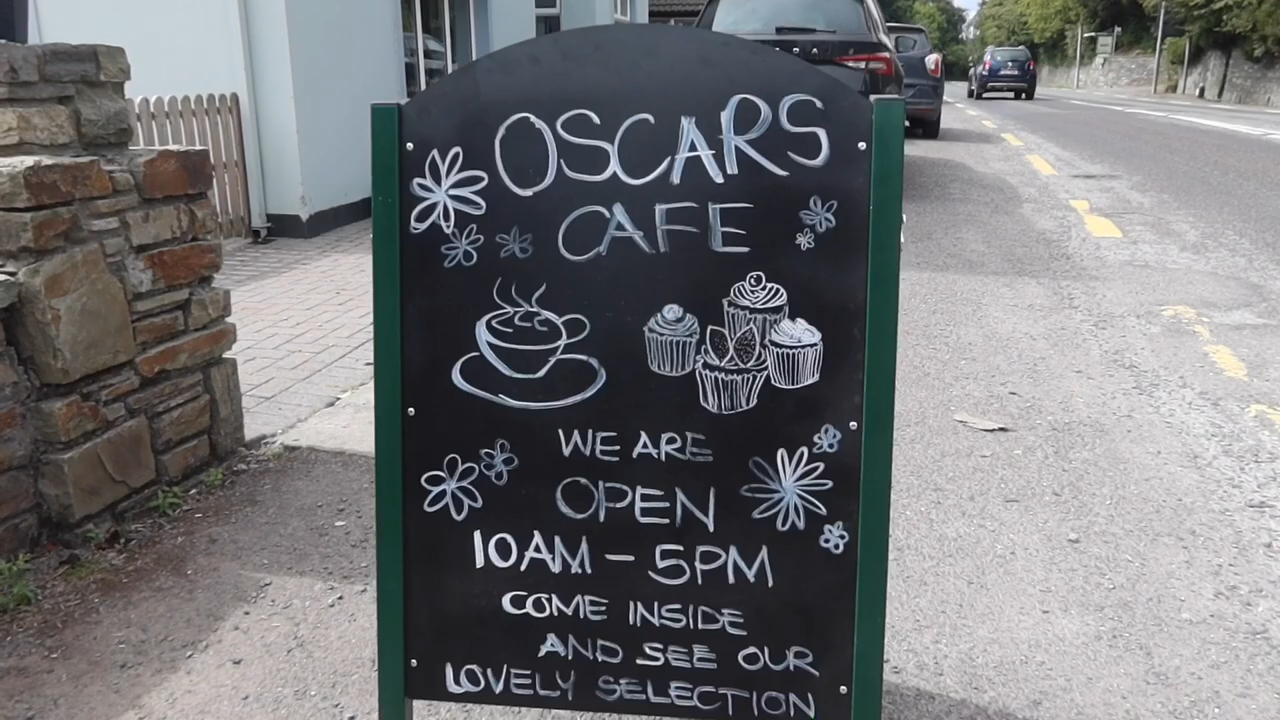 OSCARS
CAFE
WE ARE
OPEN
10AM - 5PM
COME INSIDE
AND SEE OUR
LOVELY SELECTION